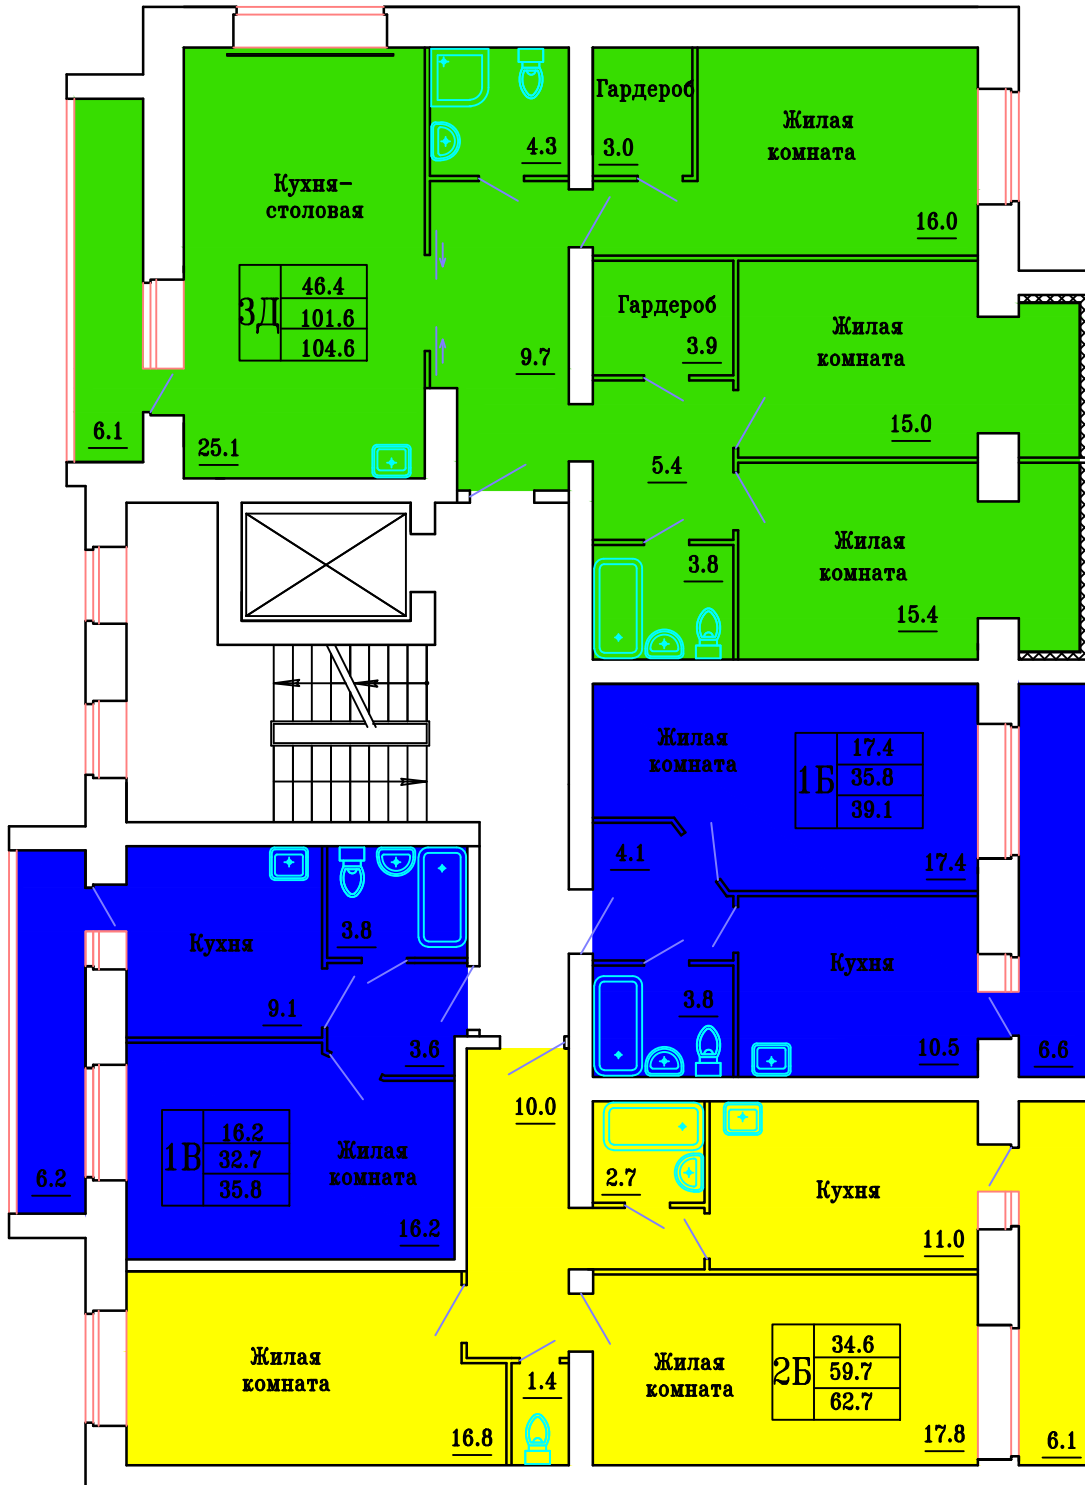 Гардероб
3.0
4.3
Жилая
комната
16.0
Кухня-
столовая
3Д
46.4
101.6
104.6
6.1
25.1
9.7
Гардероб
3.9
Жилая
комната
15.0
5.4
3.8
Жилая
комната
15.4
Жилая
комната
1Б
17.4
35.8
39.1
17.4
4.1
3.8
Кухня
10.5
6.6
Кухня
9.1
3.8
3.6
6.2
1В
16.2
32.7
35.8
Жилая
комната
16.2
10.0
2.7
Кухня
11.0
Жилая
комната
16.8
1.4
Жилая
комната
2Б
34.6
59.7
62.7
17.8
6.1